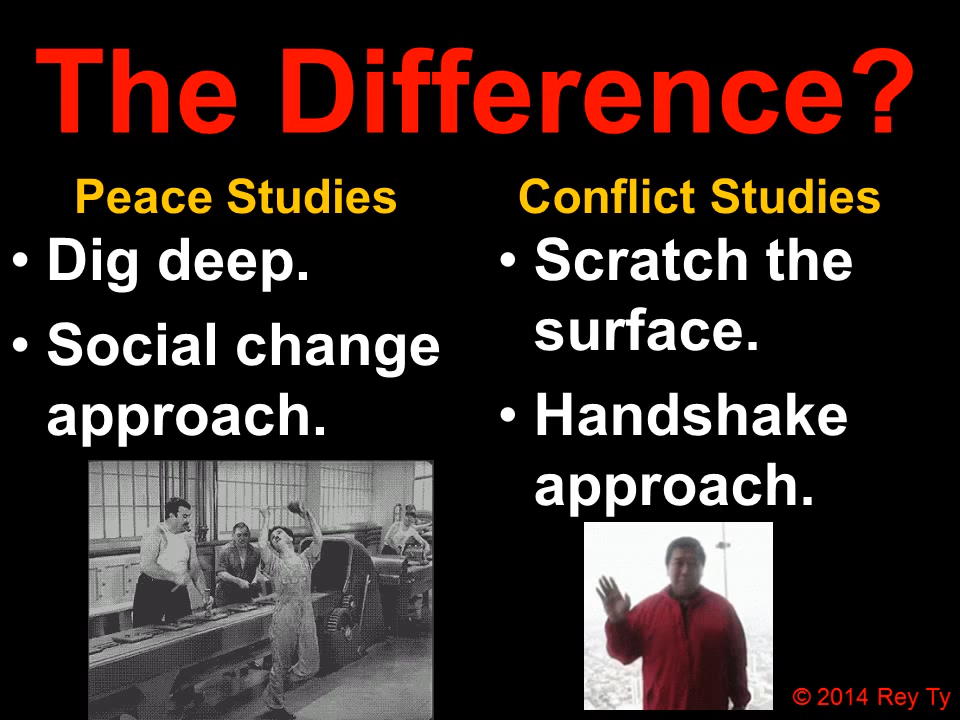 The Difference?
Peace Studies
• Dig deep.
• Social change
approach.
Conflict Studies
• Scratch the
surface.
• Handshake
approach.
© 2014 Rey Ty